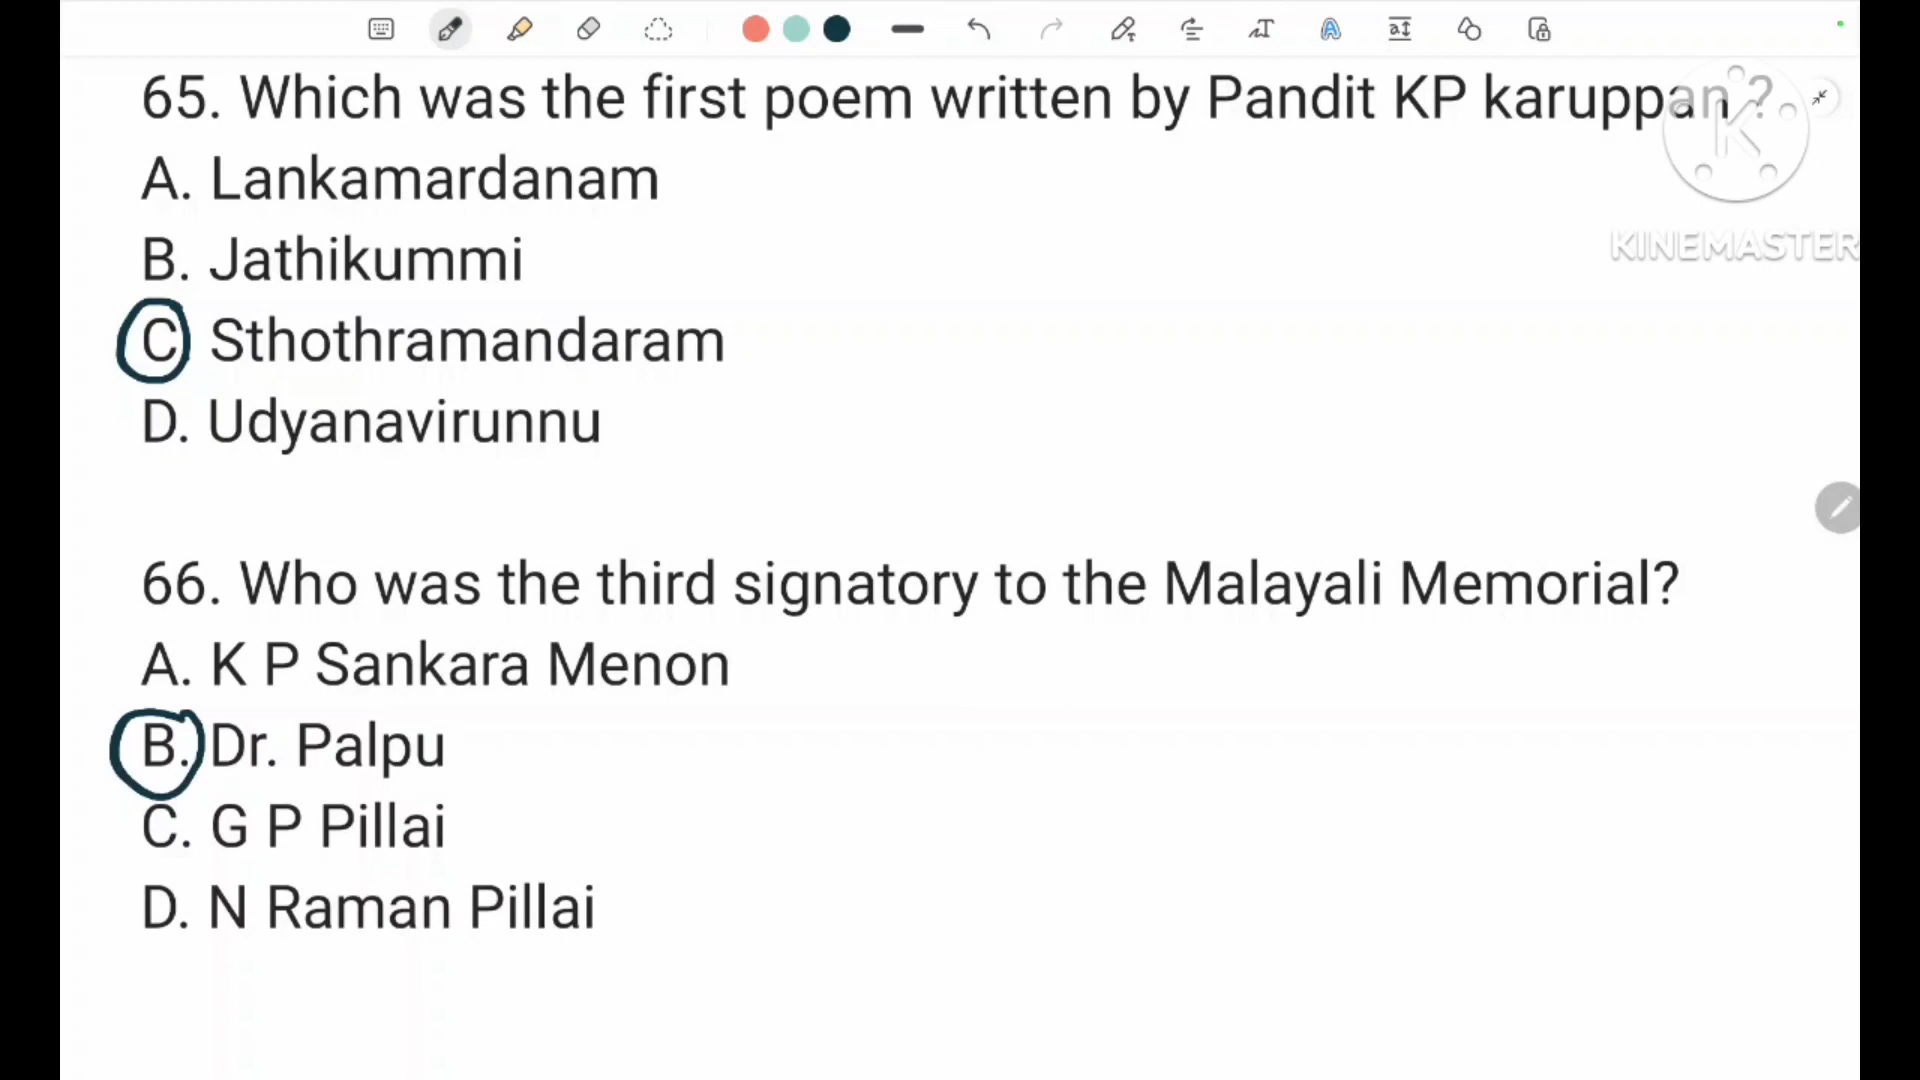 65. Which was the first poem written by Pandit KP karuppan ?
A. Lankamardanam
B. Jathikummi
C Sthothramandaram
D. Udyanavirunnu
66. Who was the third signatory to the Malayali Memorial?
A. K P Sankara Menon
B. Dr. Palpu
C. G P Pillai
D. N Raman Pillai
K
KINEMASTER